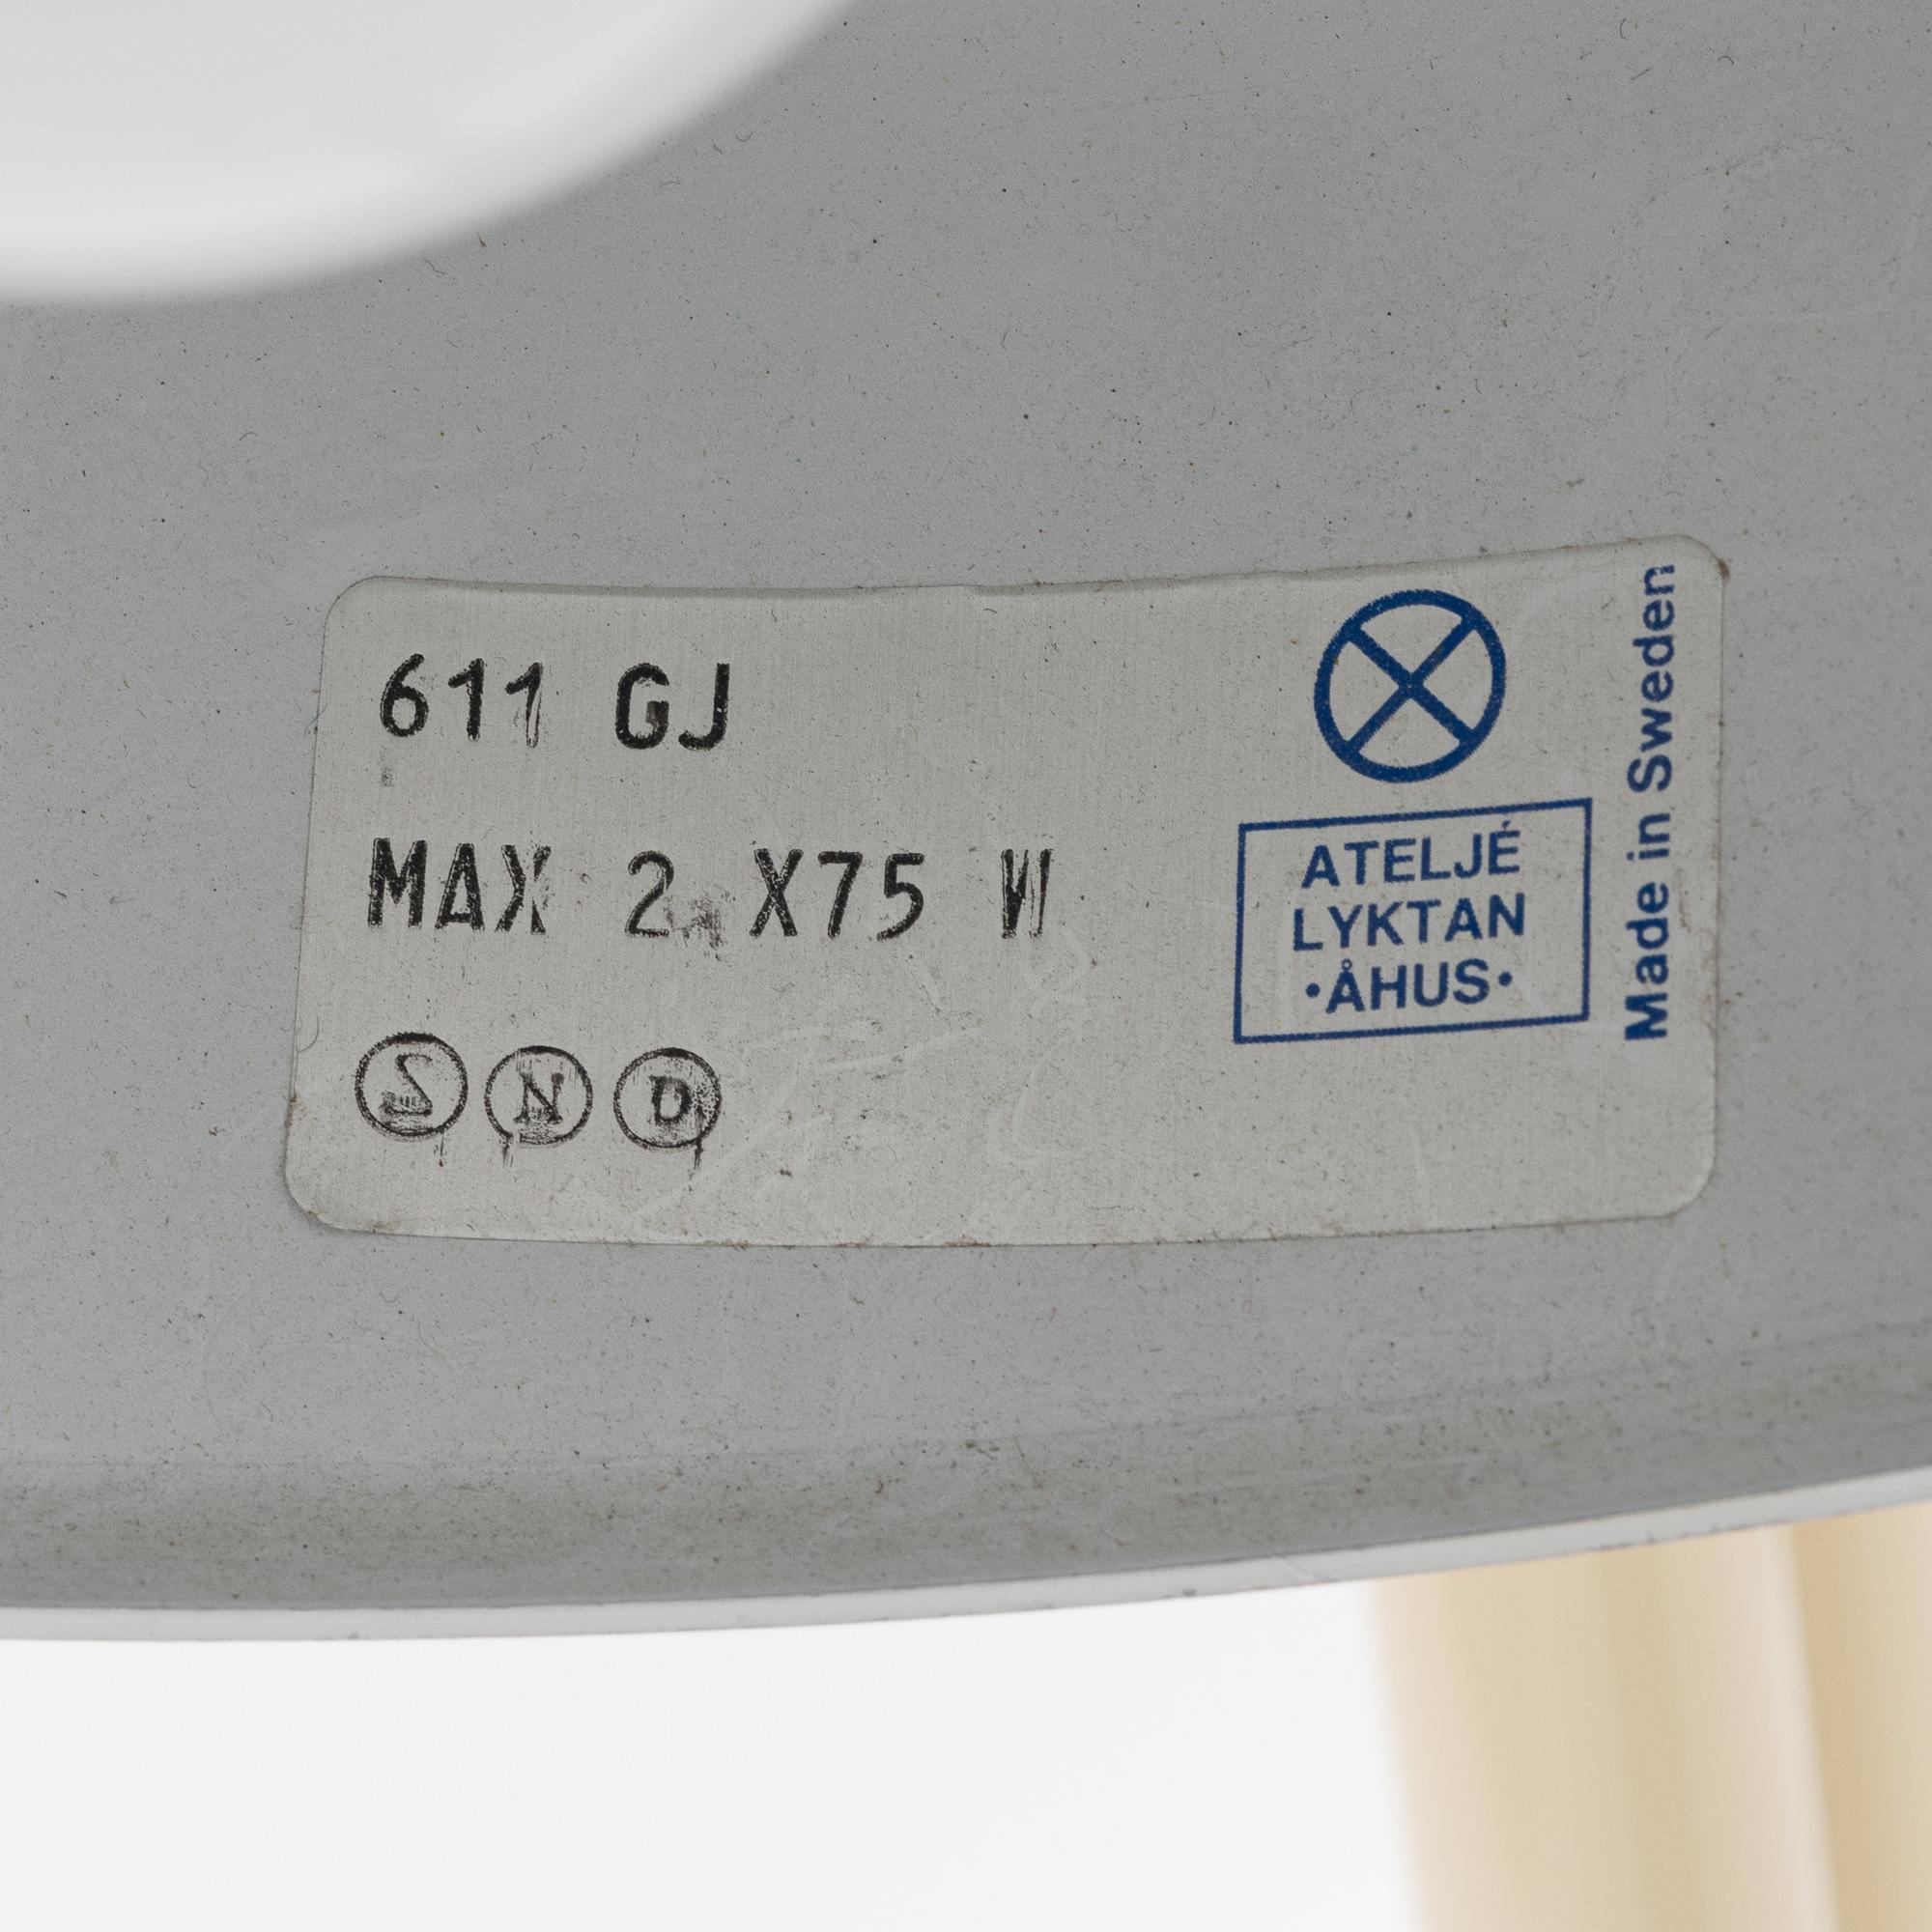 611 GJ
MAX 2 X75 W
S N D
ATELJÉ
LYKTAN
·ÅHUS·
Made in Sweden